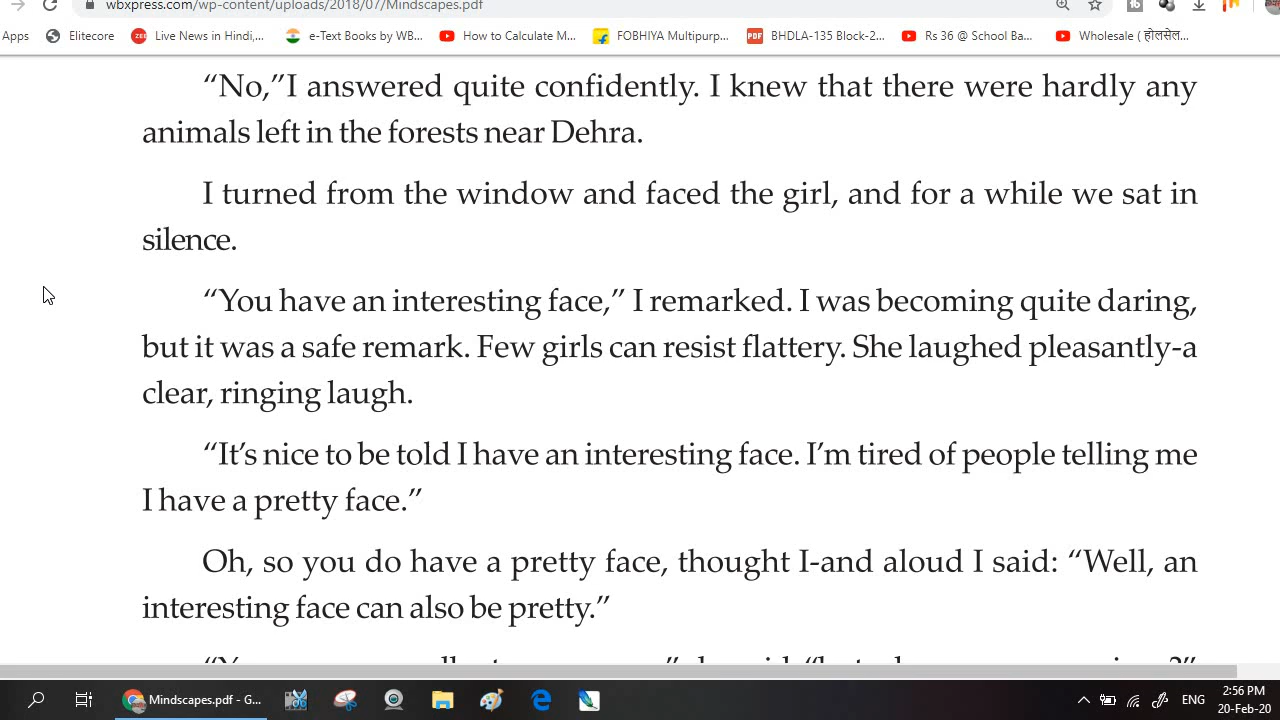 wbxpress.com/wp-content/uploads/2018/07/Mindscapes.pdf
Apps Elitecore Live News in Hindi,... e-Text Books by WB... How to Calculate M... FOBHIYA Multipurp... BHDLA-135 Block-2... Rs 36 @ School Ba... Wholesale ( होलसेल...
“No,”I answered quite confidently. I knew that there were hardly any
animals left in the forests near Dehra.
I turned from the window and faced the girl, and for a while we sat in
silence.
“You have an interesting face,” I remarked. I was becoming quite daring,
but it was a safe remark. Few girls can resist flattery. She laughed pleasantly-a
clear, ringing laugh.
“It’s nice to be told I have an interesting face. I’m tired of people telling me
I have a pretty face.”
Oh, so you do have a pretty face, thought I-and aloud I said: “Well, an
interesting face can also be pretty.”
Mindscapes.pdf - G... ENG 2:56 PM
20-Feb-20